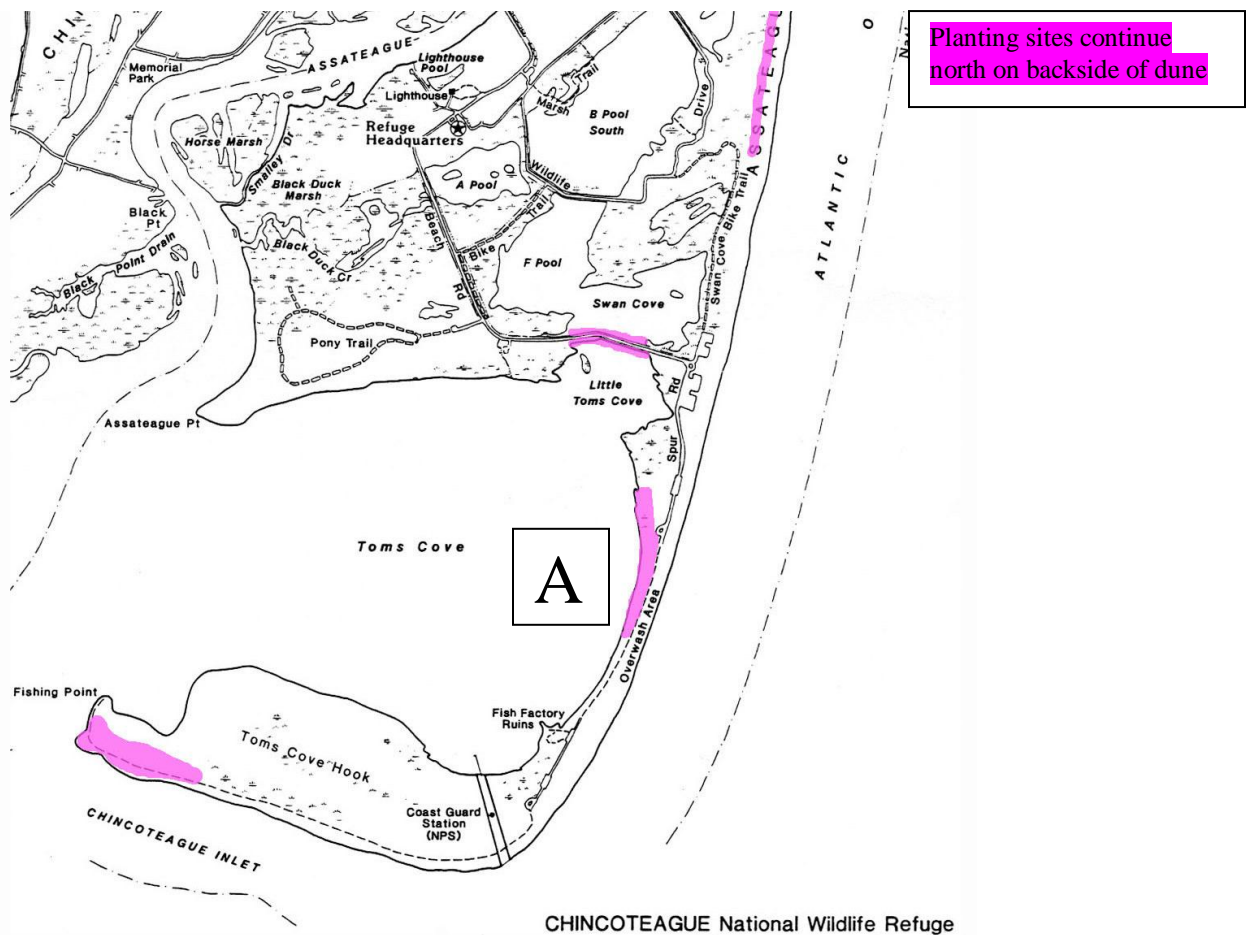 Planting sites continue
north on backside of dune
CHI
Memorial
Park
ASSATEAGUE
Lighthouse
Pool
Lighthouse
Refuge
Headquarters
Horse Marsh
Smalley Dr
Black Duck
Marsh
A Pool
Marsh Trail
B Pool
South
Drive
Wildlife
ASSATEAGU
O
ATLANTIC
Black
Pt
Black Point Drain
Black Duck Cr
Beach
Rd
Bike Trail
F Pool
Swan Cove
Swan Cove Bike Trail
Pony Trail
Little
Toms Cove
Spur Rd
Assateague Pt
Toms Cove
A
Overwash Area
Fishing Point
Toms Cove Hook
Fish Factory
Ruins
Coast Guard
Station
(NPS)
CHINCOTEAGUE INLET
CHINCOTEAGUE National Wildlife Refuge